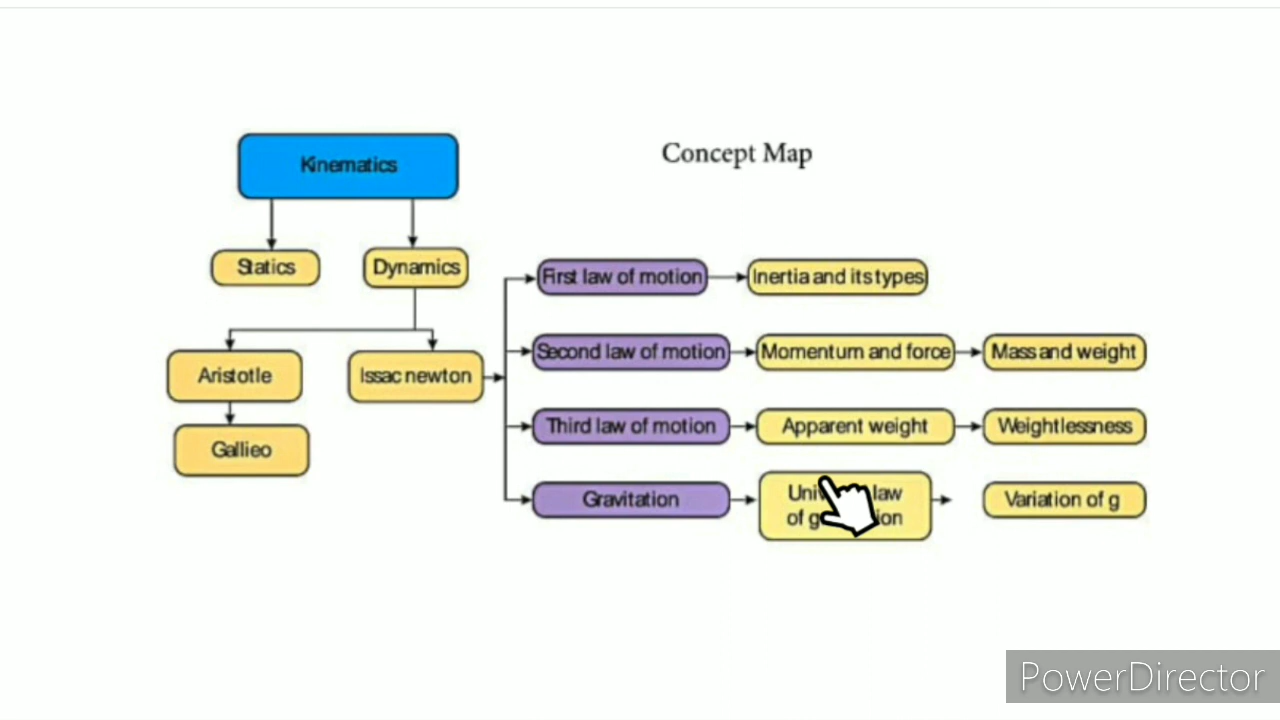 Concept Map
Kinematics
Statics
Dynamics
Aristotle
Issac newton
Gallieo
First law of motion
Inertia and its types
Second law of motion
Momentum and force
Mass and weight
Third law of motion
Apparent weight
Weightlessness
Gravitation
law
of
Variation of g
PowerDirector